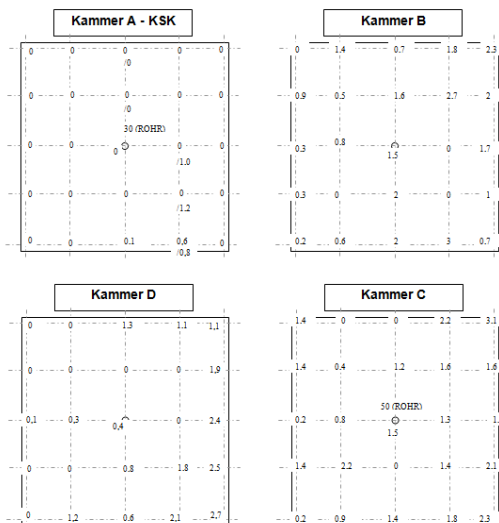 Kammer A - KSK
0 0 0 0 0
/0
0 0 0 0 0
/0
30 (ROHR)
0 0 0 0 0
/1.0
0 0 0 0 0
/1.2
0 0 0.1 0,6 0
/0,8
Kammer B
0 1.4 0.7 1.8 2.3
0.9 0.5 1.6 2.7 2
0.3 0.8 1.5 0 1.7
0.3 0 2 0 1
0.2 0.6 2 3 0.7
Kammer D
0 0 1.3 1.1 1,1
0 0 0 0 1,9
0,1 0,3 0,4 0 2.4
0 0 0.8 1.8 2.5
0 1,2 0.6 2,1 2,7
Kammer C
1.4 0 0 2.2 3.1
1.4 0.4 1.2 1.6 1.6
50 (ROHR)
0.2 0.8 1.5 1.3
1.4 2.2 0 1.4 2.1
0.2 0.9 1.4 1.8 2.3